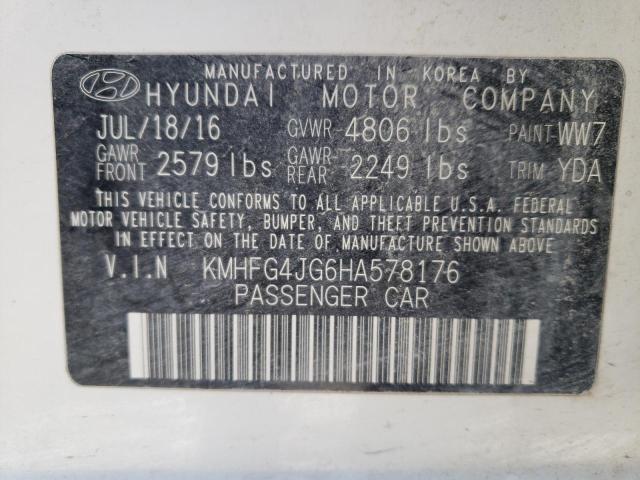 MANUFACTURED IN KOREA BY
HYUNDAI MOTOR COMPANY
JUL/18/16 GVWR 4806 lbs PAINT WW7
GAWR FRONT 2579 lbs GAWR REAR 2249 lbs TRIM YDA
THIS VEHICLE CONFORMS TO ALL APPLICABLE U.S.A. FEDERAL
MOTOR VEHICLE SAFETY, BUMPER, AND THEFT PREVENTION STANDARDS
IN EFFECT ON THE DATE OF MANUFACTURE SHOWN ABOVE.
V.I.N KMHFG4JG6HA578176
PASSENGER CAR